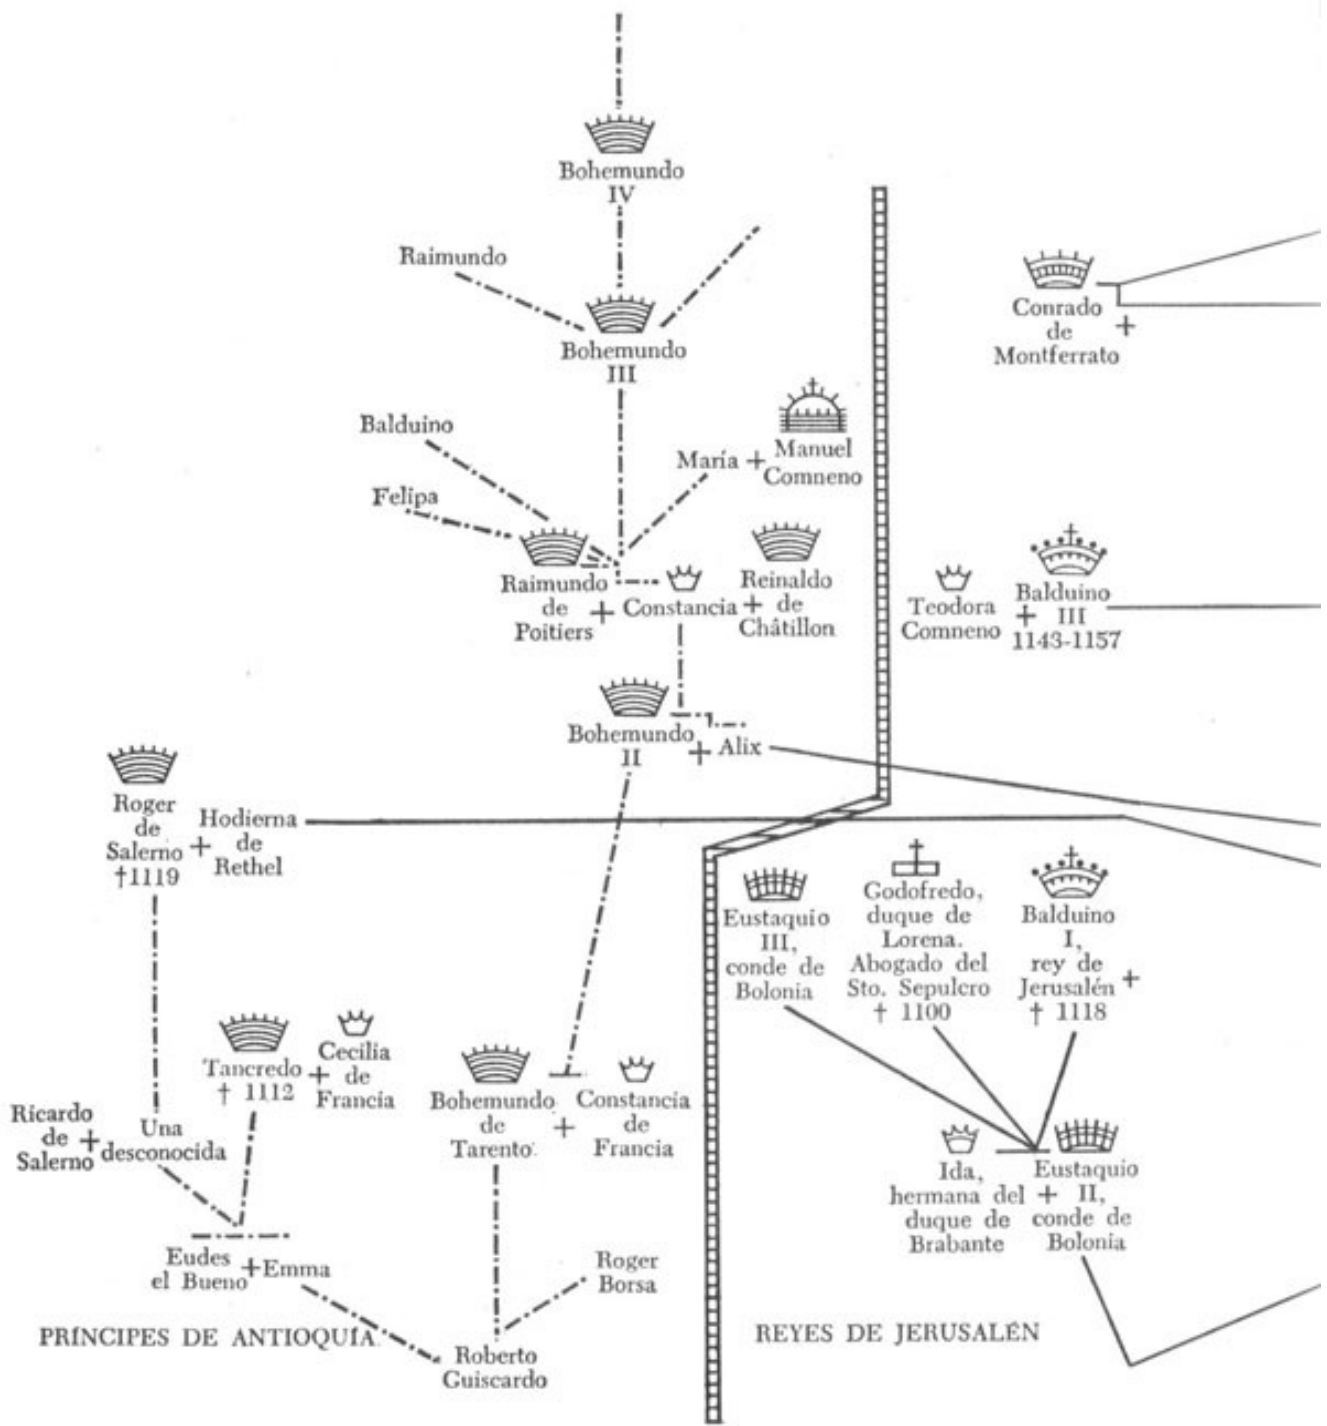 Bohemundo
IV
Raimundo
Bohemundo
III
Conrado
de
Montferrato +
Balduino
Felipa
María + Manuel
Comneno
Raimundo
de
Poitiers + Constancia + Reinaldo
de
Châtillon
Teodora
Comneno + Balduino
III
1143-1157
Bohemundo
II + Alix
Roger
de
Salerno
†1119 + Hodierna
de
Rethel
Eustaquio
III,
conde de
Bolonia
Godofredo,
duque de
Lorena.
Abogado del
Sto. Sepulcro
† 1100
Balduino
I,
rey de
Jerusalén +
† 1118
Tancredo
† 1112 + Cecilia
de
Francia
Bohemundo
de
Tarento + Constancia
de
Francia
Ricardo
de
Salerno + Una
desconocida
Ida,
hermana del
duque de
Brabante + Eustaquio
II,
conde de
Bolonia
Eudes
el Bueno + Emma
Roger
Borsa
PRÍNCIPES DE ANTIOQUÍA.
Roberto
Guiscardo
REYES DE JERUSALÉN